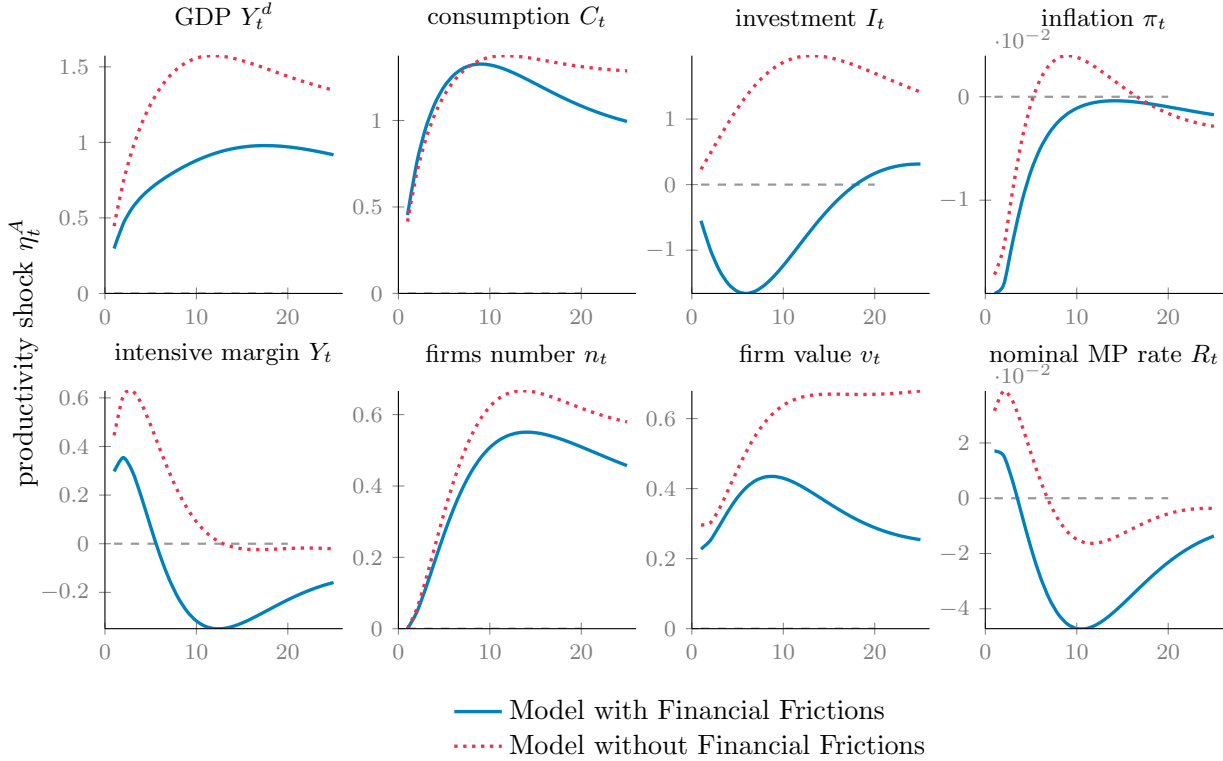 GDP Y_t^d
consumption C_t
investment I_t
inflation π_t
·10^{-2}
1.5
1
0.5
0
0 10 20
1
0.5
0
0 10 20
1
0
−1
0 10 20
0
−1
0 10 20
productivity shock η_t^A
intensive margin Y_t
firms number n_t
firm value v_t
nominal MP rate R_t
·10^{-2}
0.6
0.4
0.2
0
−0.2
0 10 20
0.6
0.4
0.2
0
0 10 20
0.6
0.4
0.2
0
0 10 20
2
0
−2
−4
0 10 20
Model with Financial Frictions
Model without Financial Frictions